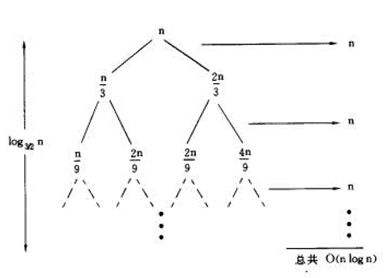 n
n
n/3
2n/3
n
log_{3/2} n
n/9
2n/9
2n/9
4n/9
n
总共 O(n log n)